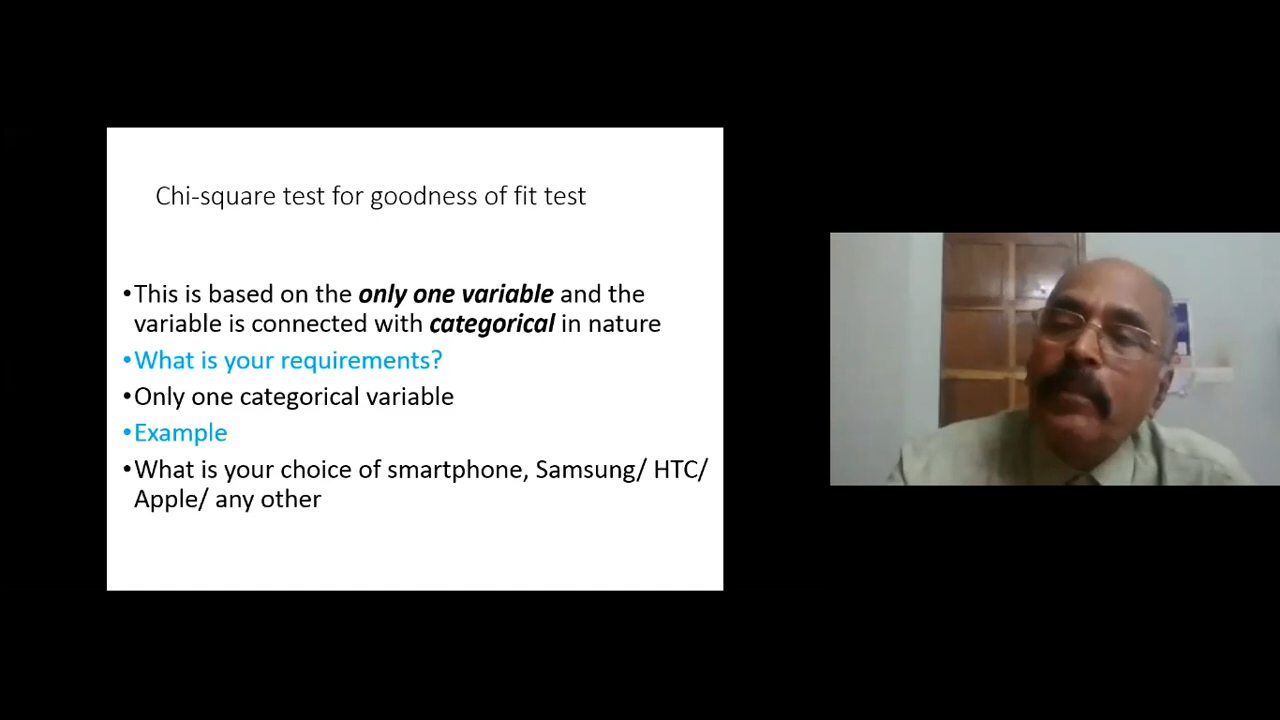 Chi-square test for goodness of fit test
•This is based on the only one variable and the
variable is connected with categorical in nature
•What is your requirements?
•Only one categorical variable
•Example
•What is your choice of smartphone, Samsung/ HTC/
Apple/ any other